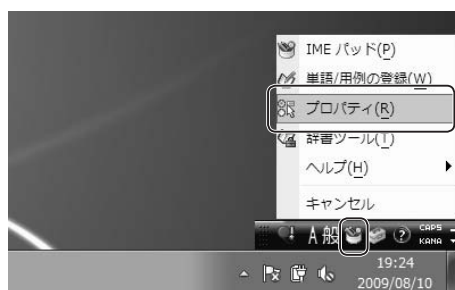 IME パッド(P)
単語/用例の登録(W)
プロパティ(R)
辞書ツール(T)
ヘルプ(H)
キャンセル
A 般 ? CAPS
KANA
19:24
2009/08/10